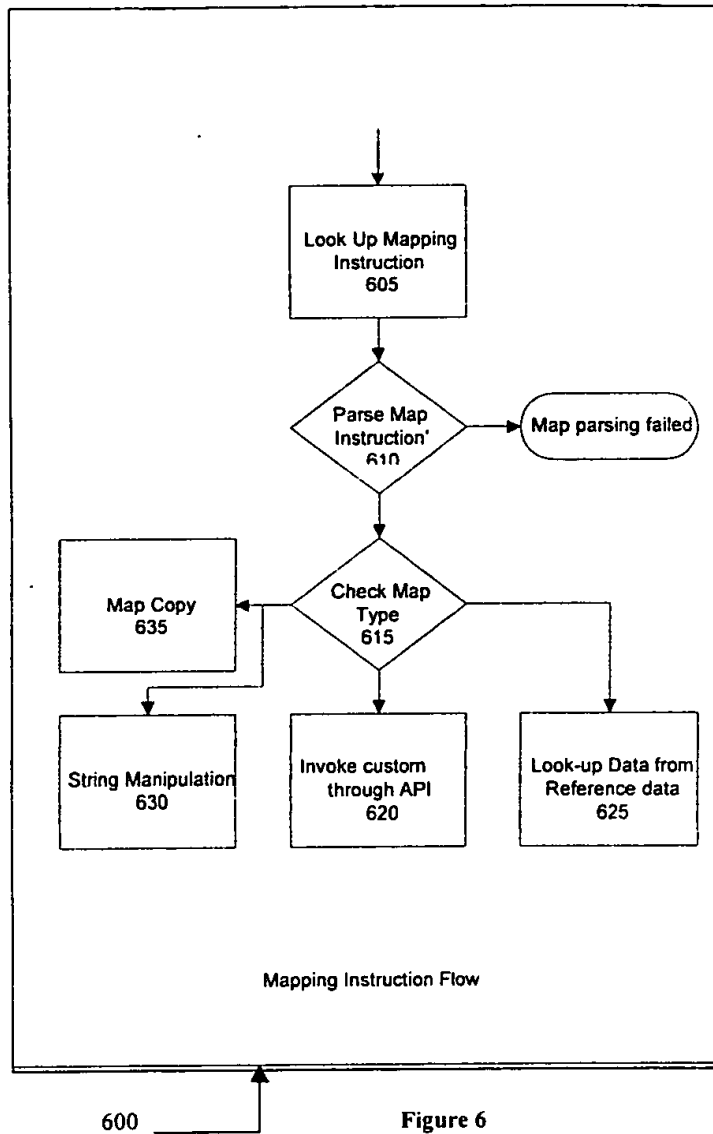 Look Up Mapping
Instruction
605
Parse Map
Instruction'
610
Map parsing failed
Check Map
Type
615
Map Copy
635
String Manipulation
630
Invoke custom
through API
620
Look-up Data from
Reference data
625
Mapping Instruction Flow
600
Figure 6